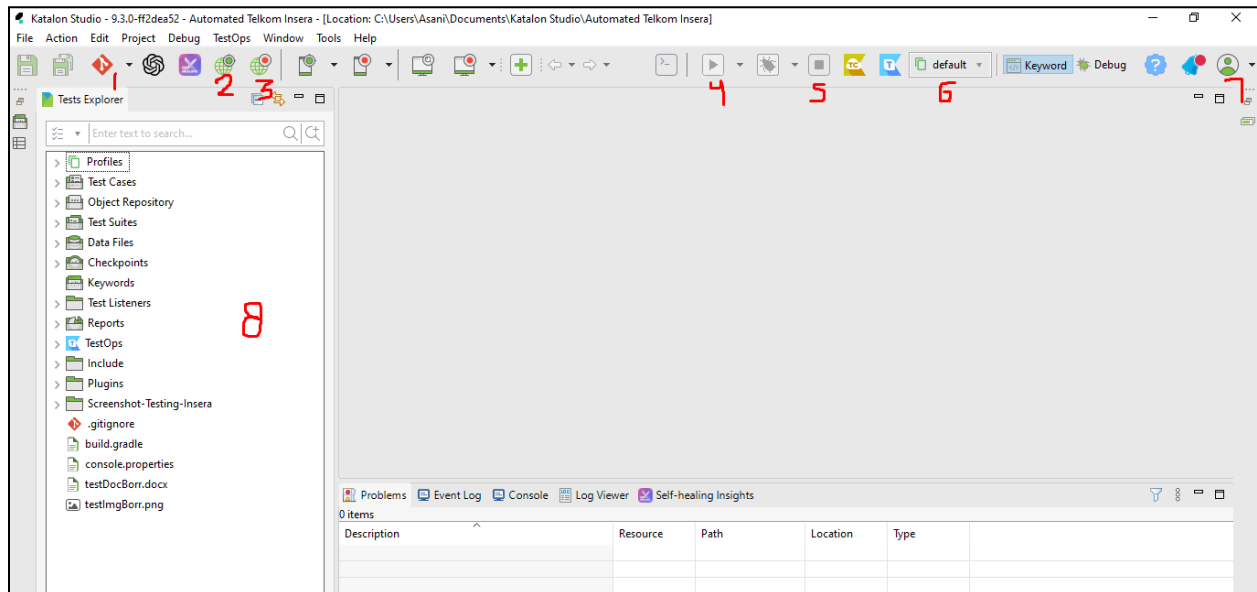 Katalon Studio - 9.3.0-ff2dea52 - Automated Telkom Insera - [Location: C:\Users\Asani\Documents\Katalon Studio\Automated Telkom Insera]
File Action Edit Project Debug TestOps Window Tools Help
TC T default Keyword Debug ?
1 2 3 4 5 6 7
Tests Explorer
Enter text to search...
Profiles
Test Cases
Object Repository
Test Suites
Data Files
Checkpoints
Keywords
Test Listeners
8
Reports
TestOps
Include
Plugins
Screenshot-Testing-Insera
.gitignore
build.gradle
console.properties
testDocBorr.docx
testImgBorr.png
Problems Event Log Console Log Viewer Self-healing Insights
0 items
Description Resource Path Location Type